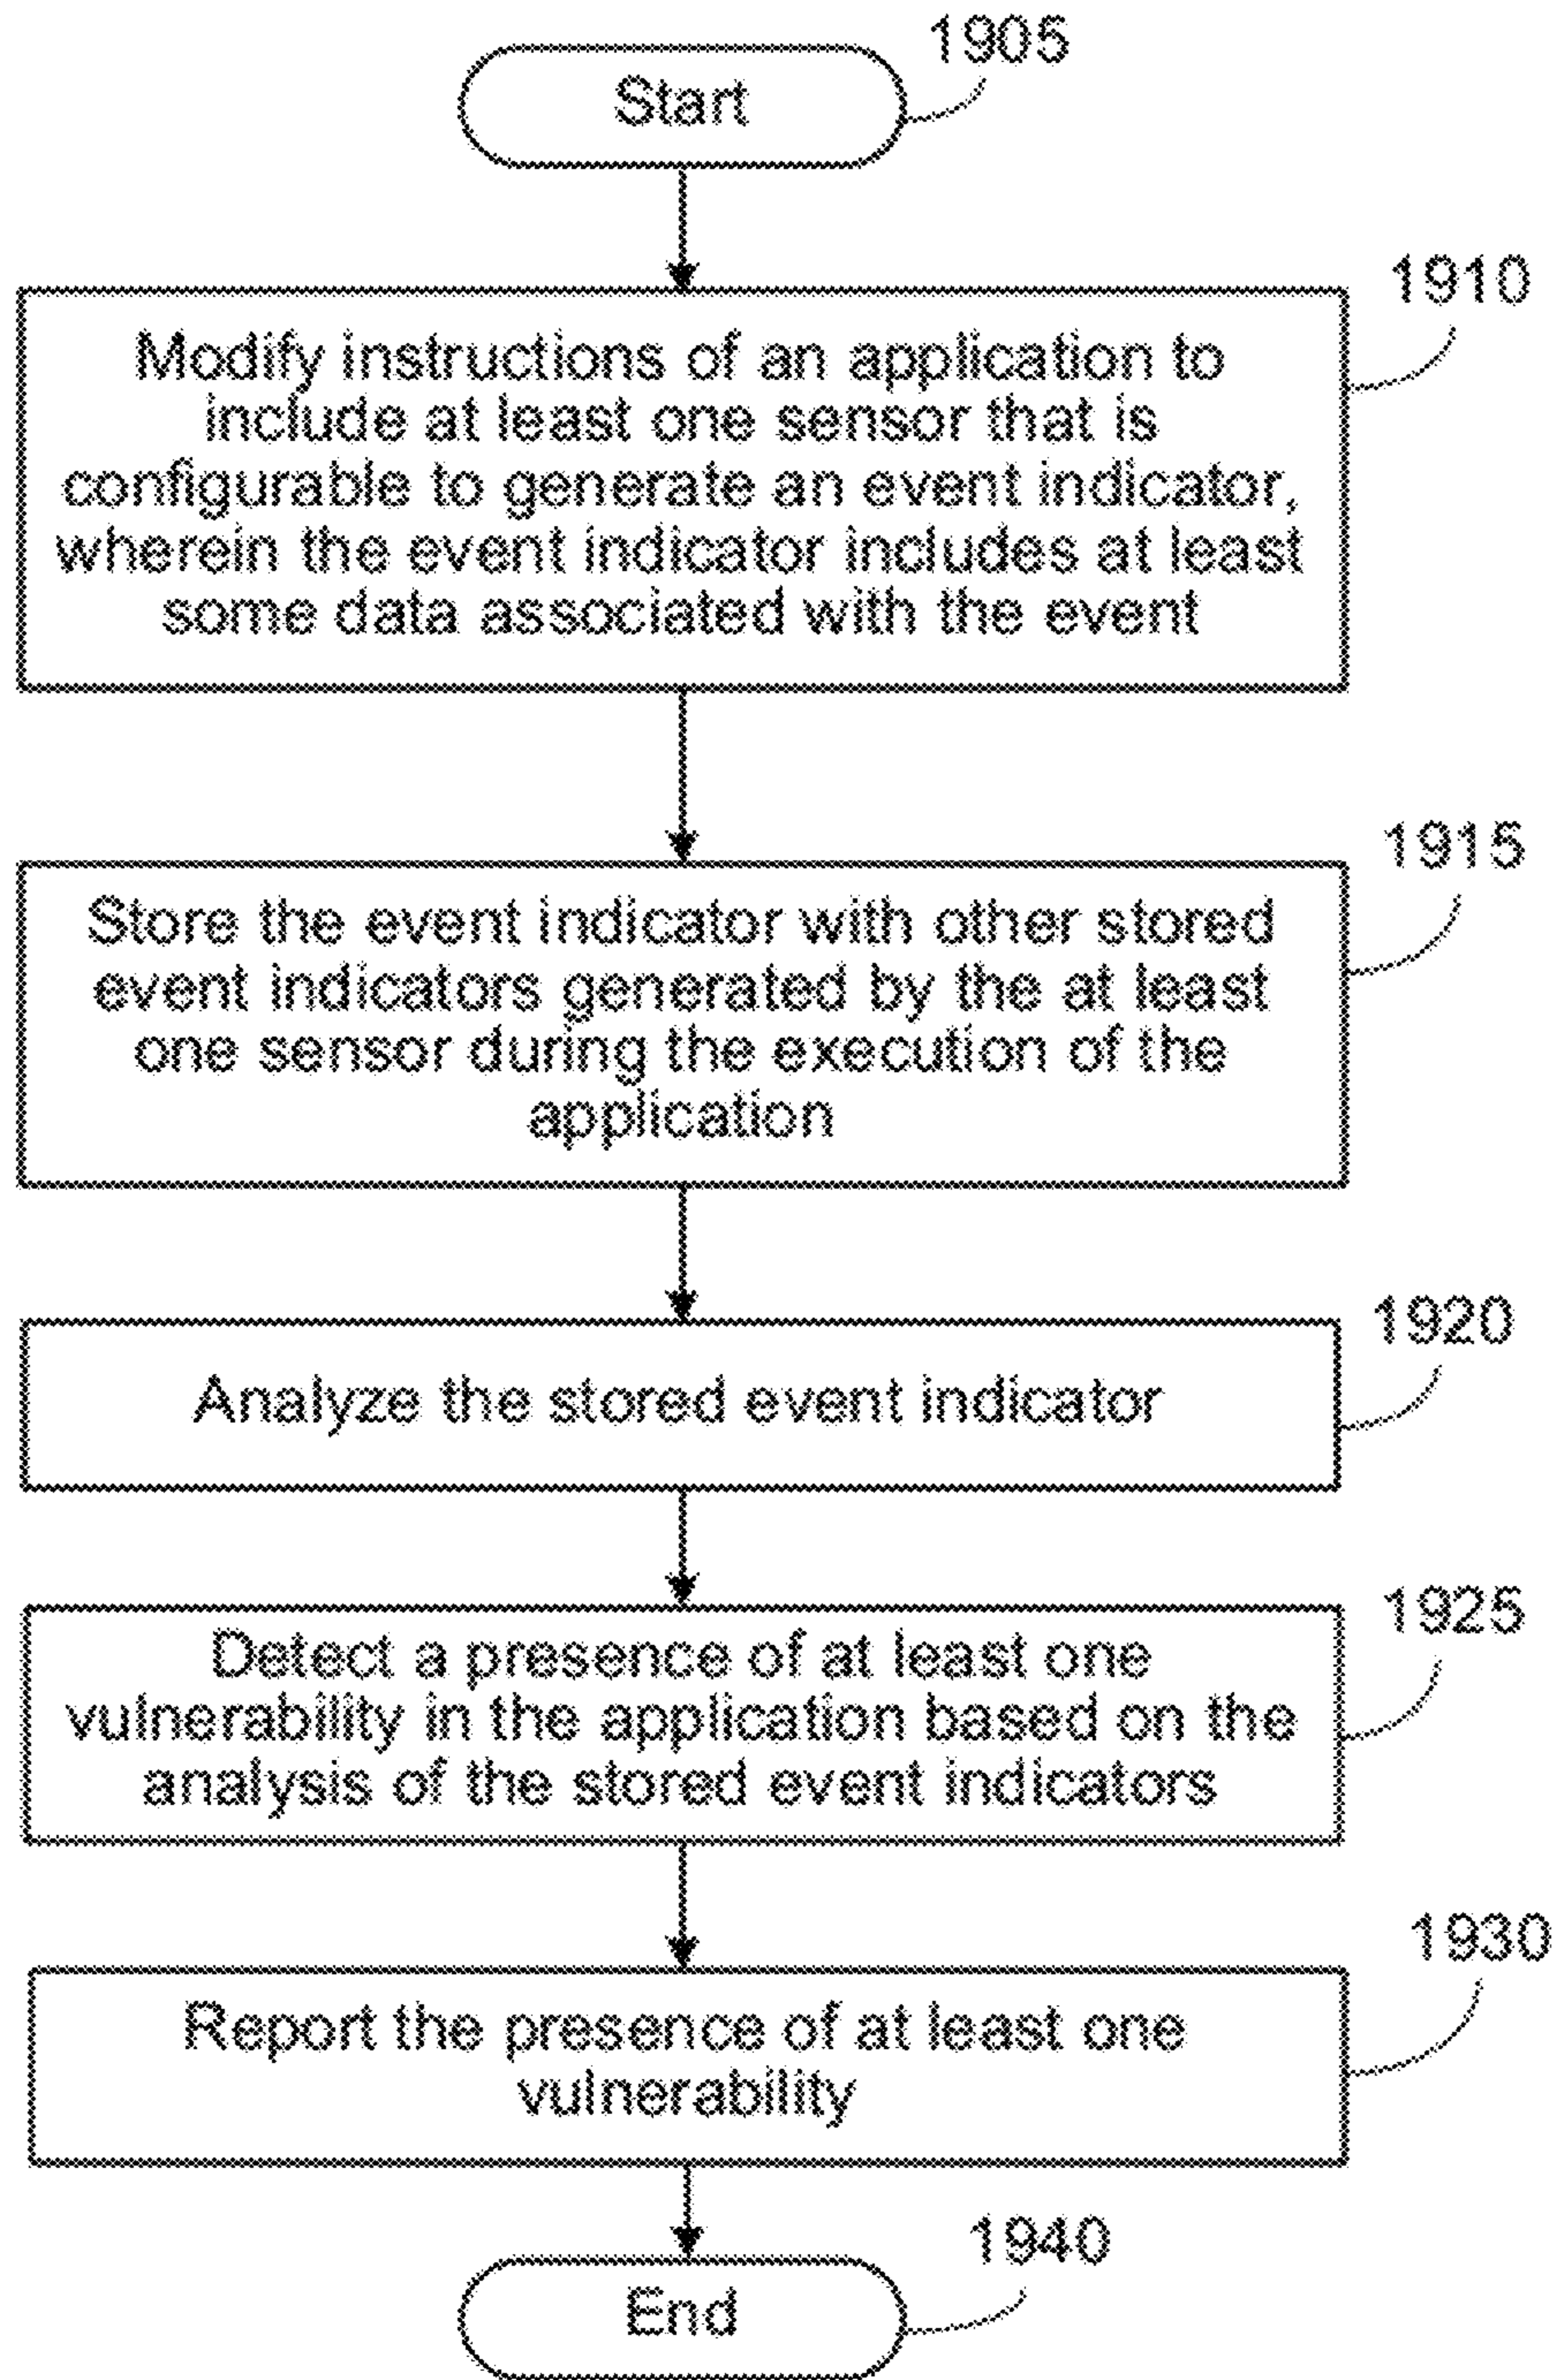 1905
Start
1910
Modify instructions of an application to
include at least one sensor that is
configurable to generate an event indicator,
wherein the event indicator includes at least
some data associated with the event
1915
Store the event indicator with other stored
event indicators generated by the at least
one sensor during the execution of the
application
1920
Analyze the stored event indicator
1925
Detect a presence of at least one
vulnerability in the application based on the
analysis of the stored event indicators
1930
Report the presence of at least one
vulnerability
1940
End